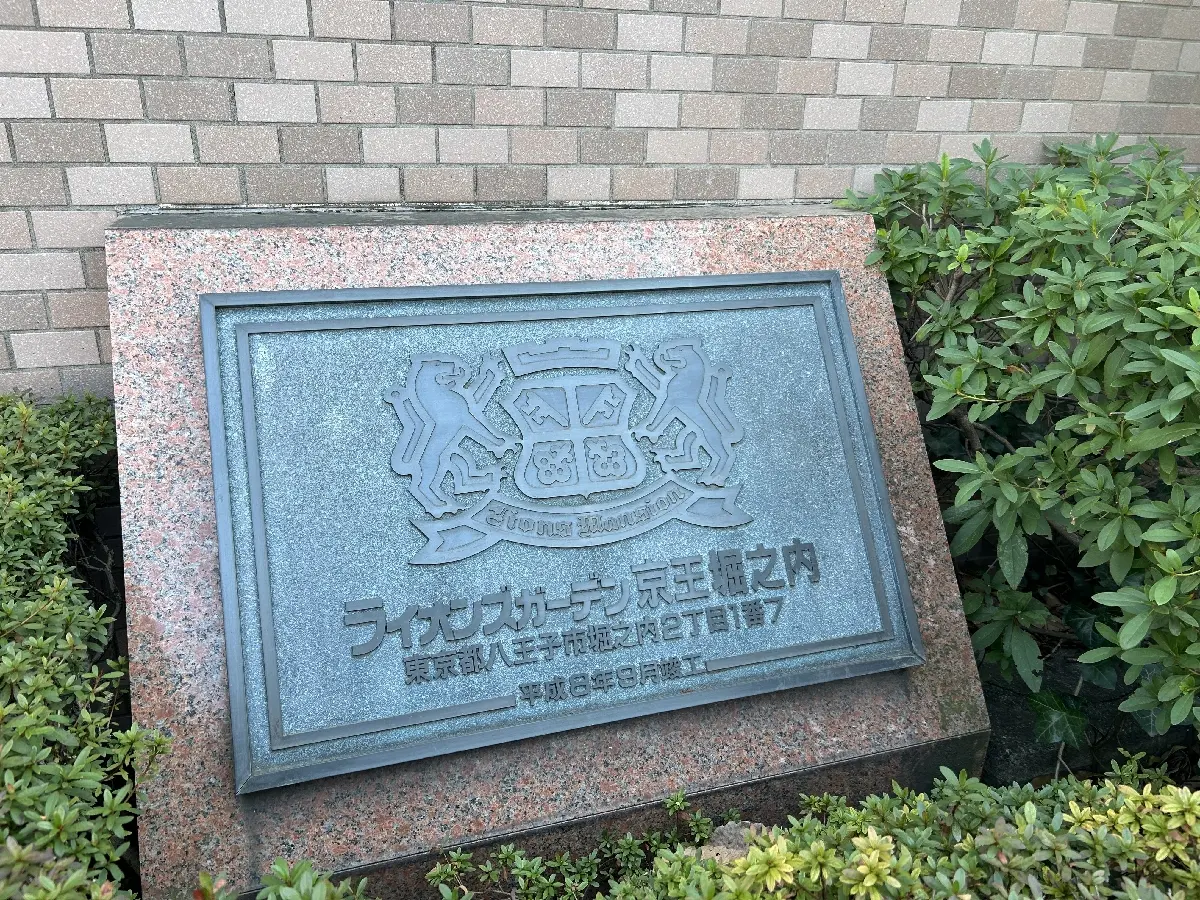 Lions Mansion
ライオンズガーデン京王堀之内
東京都八王子市堀之内2丁目1番7
平成8年9月竣工